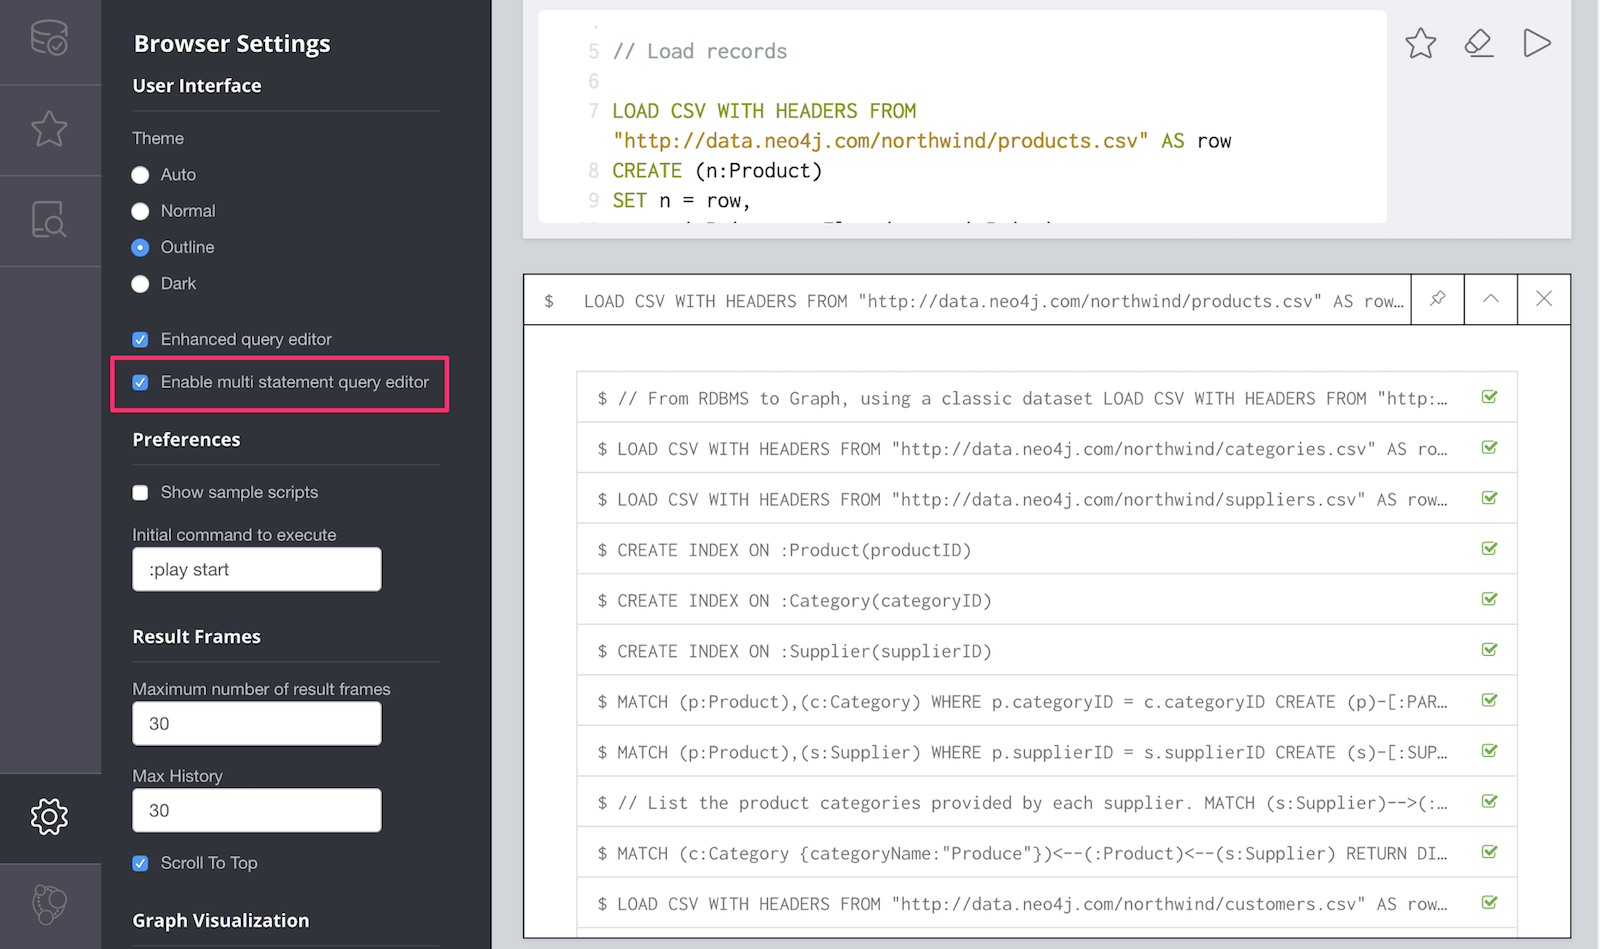 Browser Settings
User Interface
Theme
Auto
Normal
Outline
Dark
Enhanced query editor
Enable multi statement query editor
Preferences
Show sample scripts
Initial command to execute
:play start
Result Frames
Maximum number of result frames
30
Max History
30
Scroll To Top
Graph Visualization
5 // Load records
6
7 LOAD CSV WITH HEADERS FROM
"http://data.neo4j.com/northwind/products.csv" AS row
8 CREATE (n:Product)
9 SET n = row,
$ LOAD CSV WITH HEADERS FROM "http://data.neo4j.com/northwind/products.csv" AS row…
$ // From RDBMS to Graph, using a classic dataset LOAD CSV WITH HEADERS FROM "http:…
$ LOAD CSV WITH HEADERS FROM "http://data.neo4j.com/northwind/categories.csv" AS ro…
$ LOAD CSV WITH HEADERS FROM "http://data.neo4j.com/northwind/suppliers.csv" AS row…
$ CREATE INDEX ON :Product(productID)
$ CREATE INDEX ON :Category(categoryID)
$ CREATE INDEX ON :Supplier(supplierID)
$ MATCH (p:Product),(c:Category) WHERE p.categoryID = c.categoryID CREATE (p)-[:PAR…
$ MATCH (p:Product),(s:Supplier) WHERE p.supplierID = s.supplierID CREATE (s)-[:SUP…
$ // List the product categories provided by each supplier. MATCH (s:Supplier)-->(:…
$ MATCH (c:Category {categoryName:"Produce"})<--(:Product)<--(s:Supplier) RETURN DI…
$ LOAD CSV WITH HEADERS FROM "http://data.neo4j.com/northwind/customers.csv" AS row…